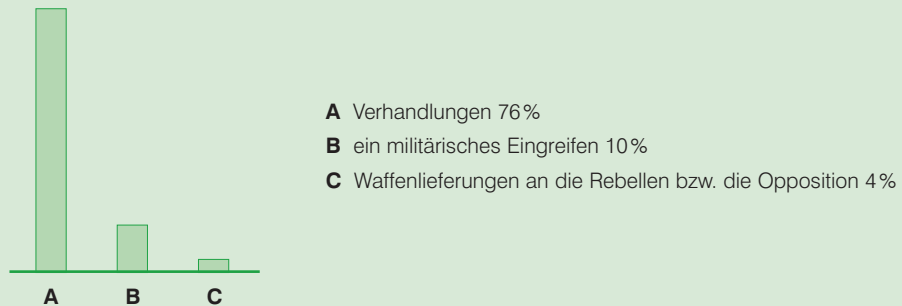 A Verhandlungen 76%
B ein militärisches Eingreifen 10%
C Waffenlieferungen an die Rebellen bzw. die Opposition 4%
A B C